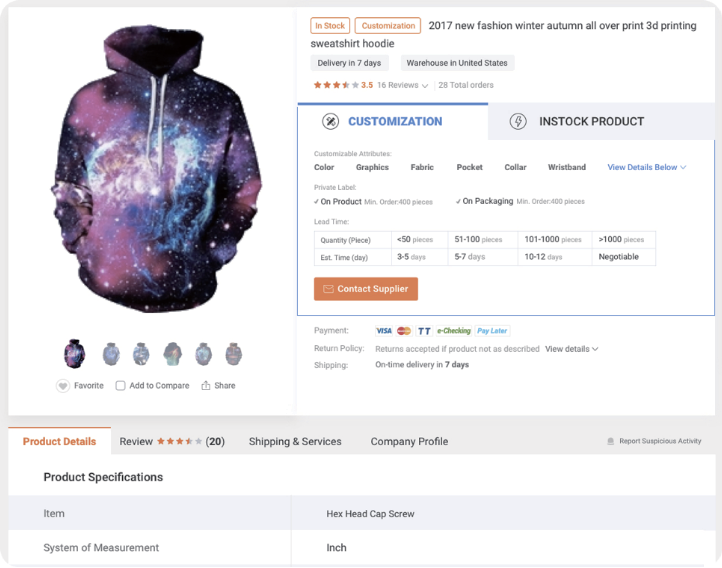 In Stock Customization 2017 new fashion winter autumn all over print 3d printing
sweatshirt hoodie
Delivery in 7 days Warehouse in United States
3.5 16 Reviews 28 Total orders
CUSTOMIZATION INSTOCK PRODUCT
Customizable Attributes:
Color Graphics Fabric Pocket Collar Wristband View Details Below
Private Label:
✓ On Product Min. Order:400 pieces ✓ On Packaging Min. Order:400 pieces
Lead Time:
Quantity (Piece) <50 pieces 51-100 pieces 101-1000 pieces >1000 pieces
Est. Time (day) 3-5 days 5-7 days 10-12 days Negotiable
Contact Supplier
Payment: VISA MasterCard TT e-Checking Pay Later
Return Policy: Returns accepted if product not as described View details
Shipping: On-time delivery in 7 days
Favorite Add to Compare Share
Product Details Review (20) Shipping & Services Company Profile Report Suspicious Activity
Product Specifications
Item Hex Head Cap Screw
System of Measurement Inch